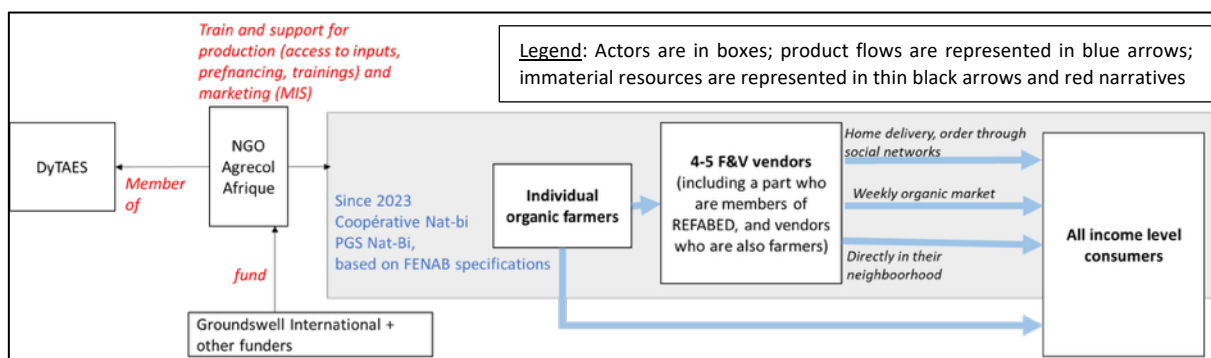 Train and support for
production (access to inputs,
prefnancing, trainings) and
marketing (MIS)
Legend: Actors are in boxes; product flows are represented in blue arrows;
immaterial resources are represented in thin black arrows and red narratives
DyTAES
Member
of
NGO
Agrecol
Afrique
fund
Groundswell International +
other funders
Since 2023
Coopérative Nat-bi
PGS Nat-Bi,
based on FENAB specifications
Individual
organic farmers
4-5 F&V vendors
(including a part who
are members of
REFABED, and vendors
who are also farmers)
Home delivery, order through
social networks
Weekly organic market
Directly in their
neighboorhood
All income level
consumers